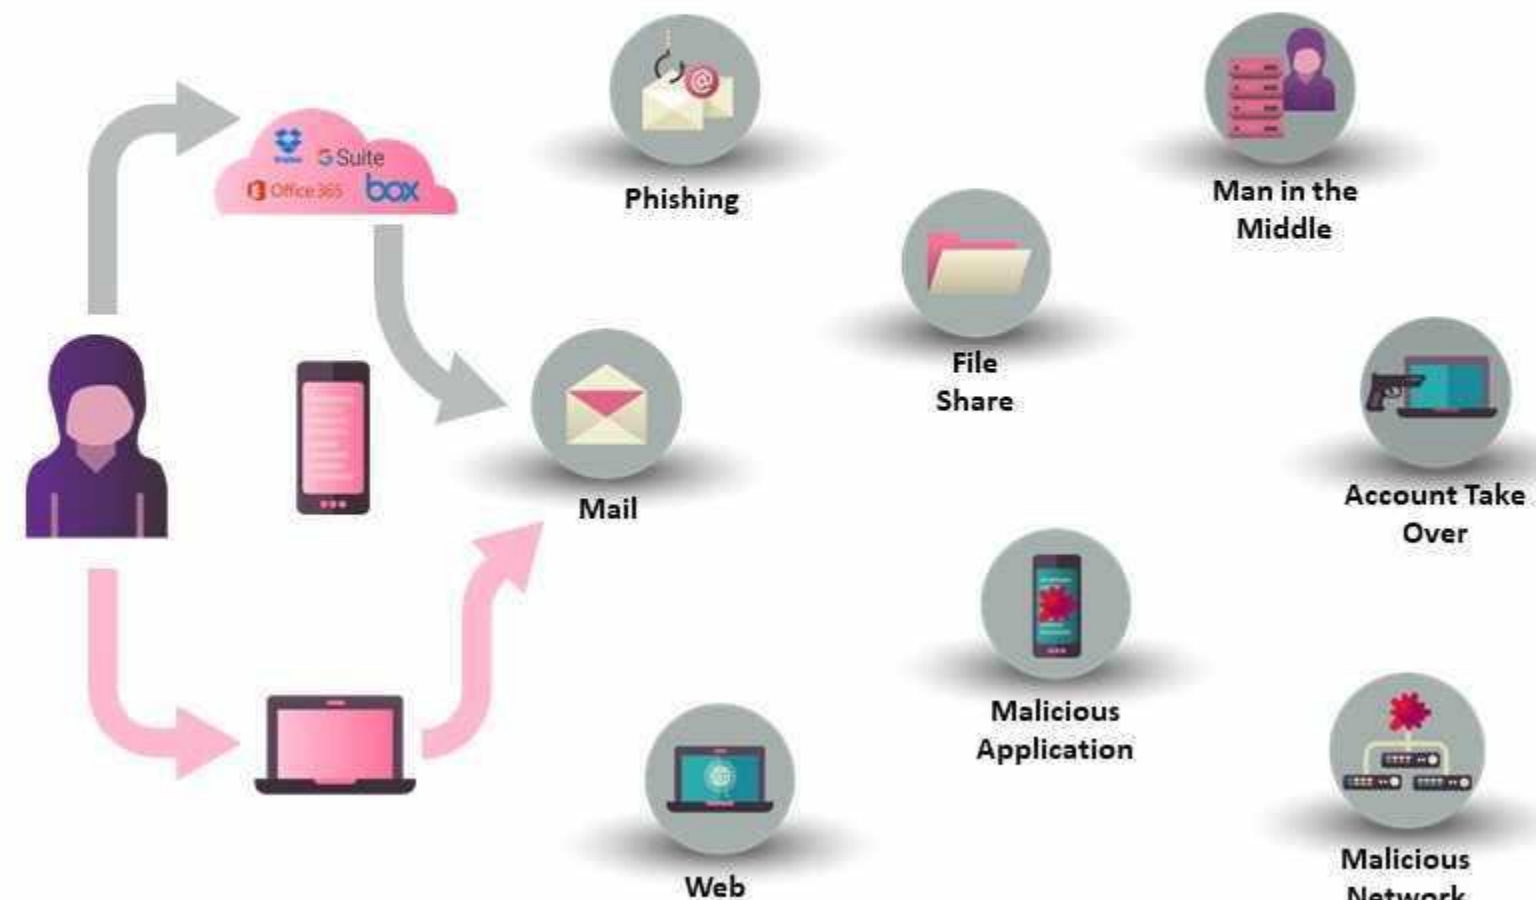 G Suite
Office 365
box
Phishing
Man in the
Middle
File
Share
Mail
Account Take
Over
Malicious
Application
Malicious
Network
Web